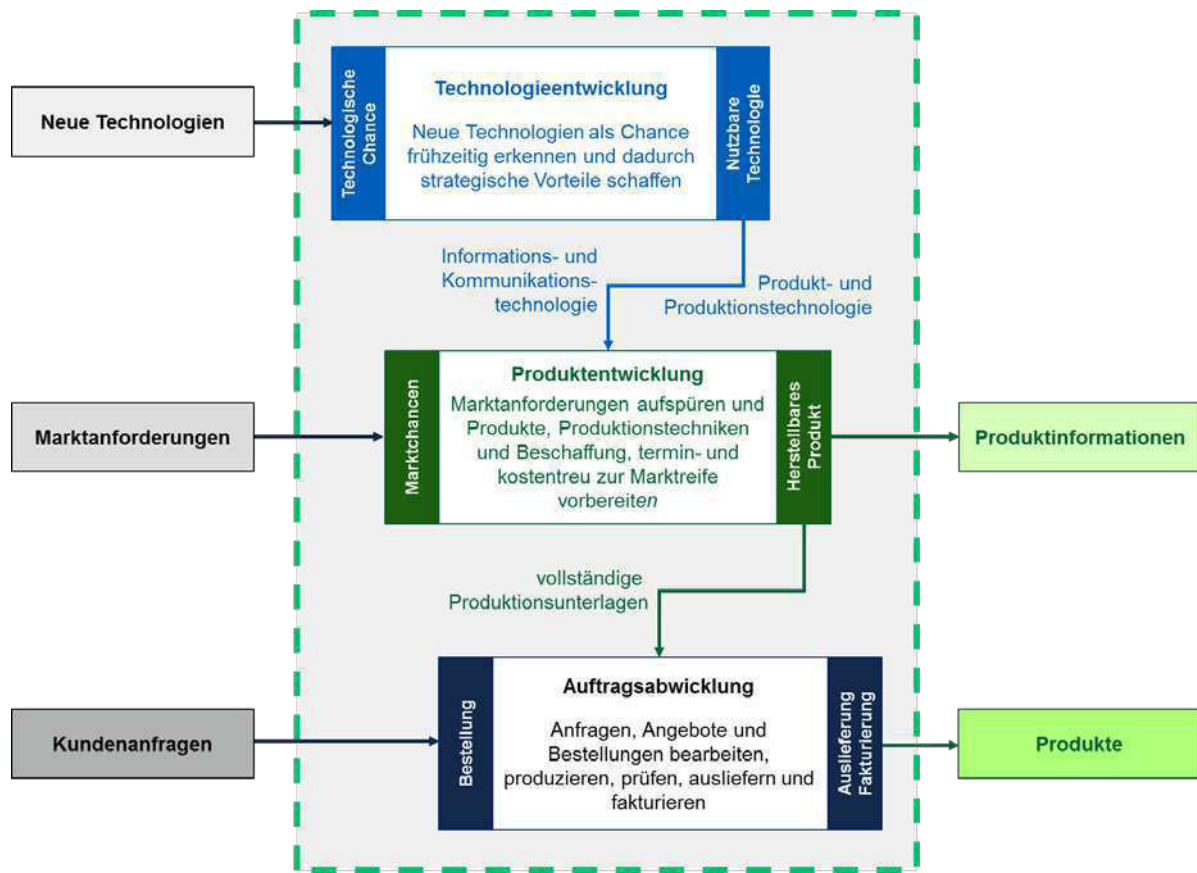 Neue Technologien
Technologische
Chance
Technologieentwicklung
Neue Technologien als Chance
frühzeitig erkennen und dadurch
strategische Vorteile schaffen
Nutzbare
Technologie
Informations- und
Kommunikations-
technologie
Produkt- und
Produktionstechnologie
Marktanforderungen
Marktchancen
Produktentwicklung
Marktanforderungen aufspüren und
Produkte, Produktionstechniken
und Beschaffung, termin- und
kostentreu zur Marktreife
vorbereiten
Herstellbares
Produkt
Produktinformationen
vollständige
Produktionsunterlagen
Kundenanfragen
Bestellung
Auftragsabwicklung
Anfragen, Angebote und
Bestellungen bearbeiten,
produzieren, prüfen, ausliefern und
fakturieren
Auslieferung
Fakturierung
Produkte